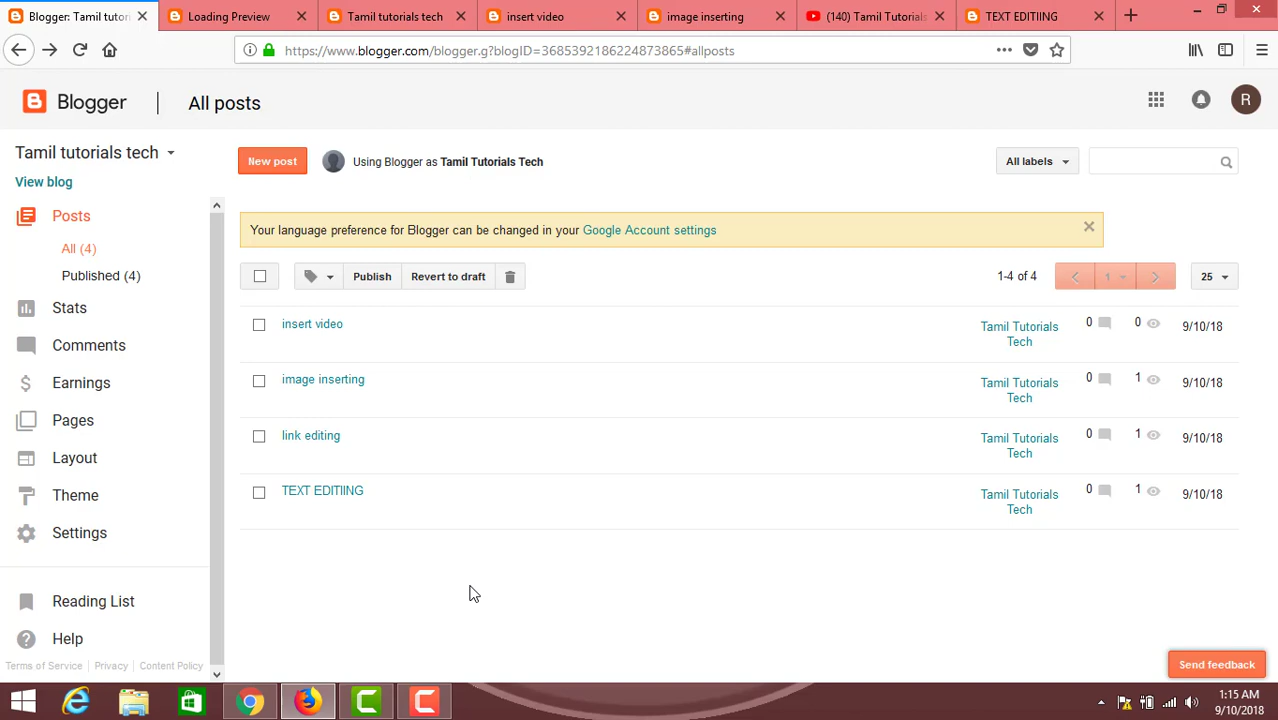 Blogger: Tamil tutor
Loading Preview
Tamil tutorials tech
insert video
image inserting
(140) Tamil Tutorials
TEXT EDITIING
https://www.blogger.com/blogger.g?blogID=3685392186224873865#allposts
Blogger
All posts
R
Tamil tutorials tech
View blog
New post
Using Blogger as Tamil Tutorials Tech
All labels
Posts
All (4)
Published (4)
Stats
Comments
Earnings
Pages
Layout
Theme
Settings
Reading List
Help
Terms of Service | Privacy | Content Policy
Your language preference for Blogger can be changed in your Google Account settings
Publish
Revert to draft
1-4 of 4
1
25
insert video
Tamil Tutorials
Tech
0
0
9/10/18
image inserting
Tamil Tutorials
Tech
0
1
9/10/18
link editing
Tamil Tutorials
Tech
0
1
9/10/18
TEXT EDITIING
Tamil Tutorials
Tech
0
1
9/10/18
Send feedback
1:15 AM
9/10/2018